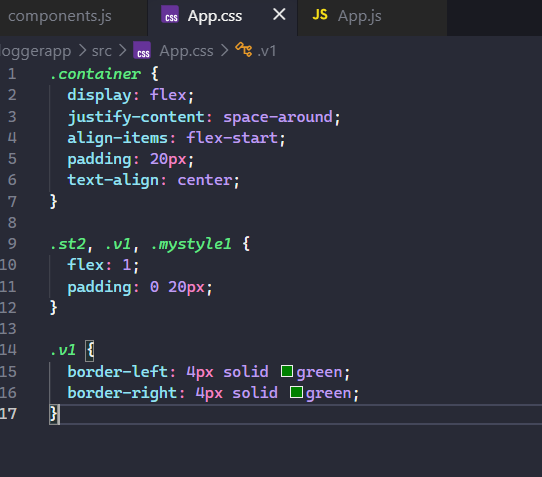 components.js
App.css
JS App.js
loggerapp > src > css App.css > .v1
1 .container {
2 display: flex;
3 justify-content: space-around;
4 align-items: flex-start;
5 padding: 20px;
6 text-align: center;
7 }
8
9 .st2, .v1, .mystyle1 {
10 flex: 1;
11 padding: 0 20px;
12 }
13
14 .v1 {
15 border-left: 4px solid green;
16 border-right: 4px solid green;
17 }